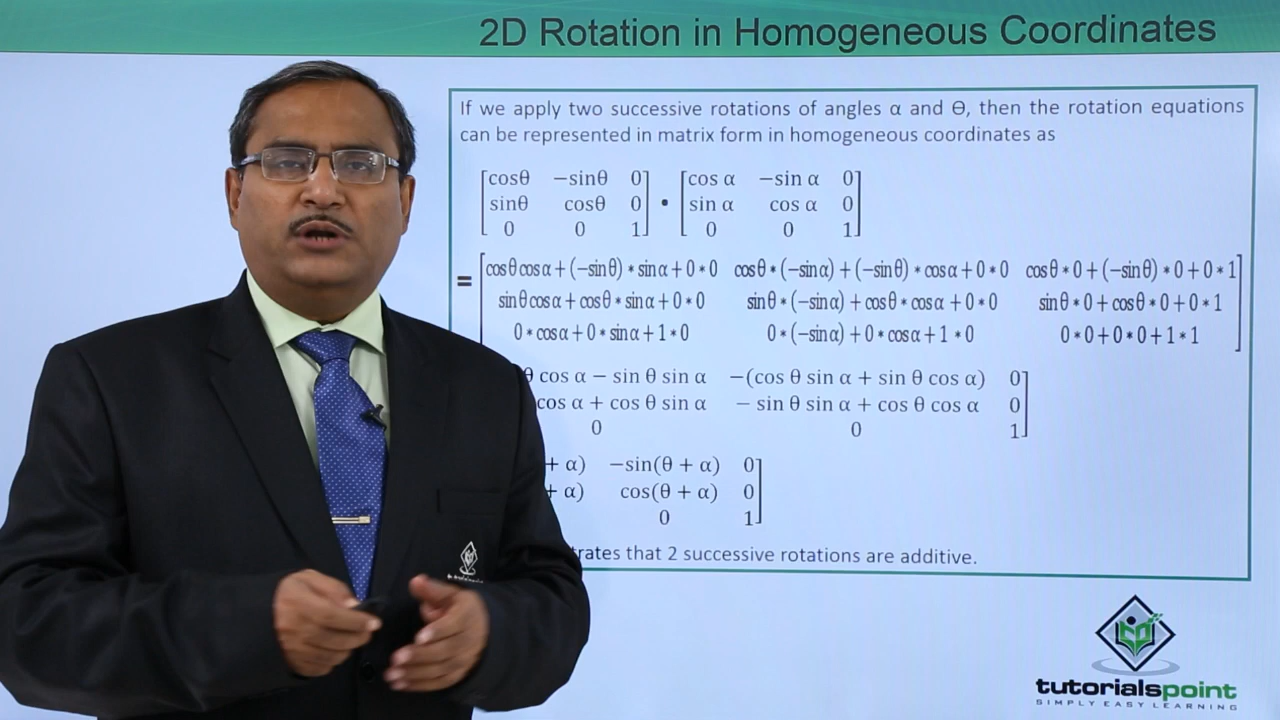 2D Rotation in Homogeneous Coordinates
If we apply two successive rotations of angles α and Ɵ, then the rotation equations
can be represented in matrix form in homogeneous coordinates as
[cosθ −sinθ 0] • [cos α −sin α 0]
[sinθ cosθ 0] [sin α cos α 0]
[0 0 1] [0 0 1]
= [cosθcosα+(−sinθ)*sinα+0*0 cosθ*(−sinα)+(−sinθ)*cosα+0*0 cosθ*0+(−sinθ)*0+0*1]
[sinθcosα+cosθ*sinα+0*0 sinθ*(−sinα)+cosθ*cosα+0*0 sinθ*0+cosθ*0+0*1]
[0*cosα+0*sinα+1*0 0*(−sinα)+0*cosα+1*0 0*0+0*0+1*1]
θ cos α − sin θ sin α −(cos θ sin α + sin θ cos α) 0]
cos α + cos θ sin α − sin θ sin α + cos θ cos α 0]
0 0 1]
+ α) −sin(θ + α) 0]
+ α) cos(θ + α) 0]
0 1]
trates that 2 successive rotations are additive.
tutorialspoint
SIMPLY EASY LEARNING